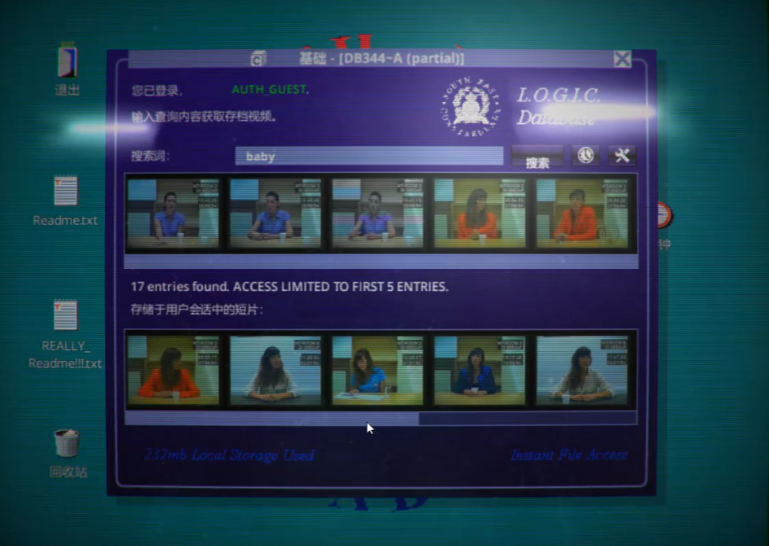 基础 - [DB344~A (partial)]
退出
您已登录, AUTH_GUEST,
输入查询内容获取存档视频。
L.O.G.I.C.
Database
搜索词:
baby
搜索
Readme.txt
钟
17 entries found. ACCESS LIMITED TO FIRST 5 ENTRIES.
存储于用户会话中的短片:
REALLY_
Readme!!!.txt
回收站
232mb Local Storage Used
Instant File Access